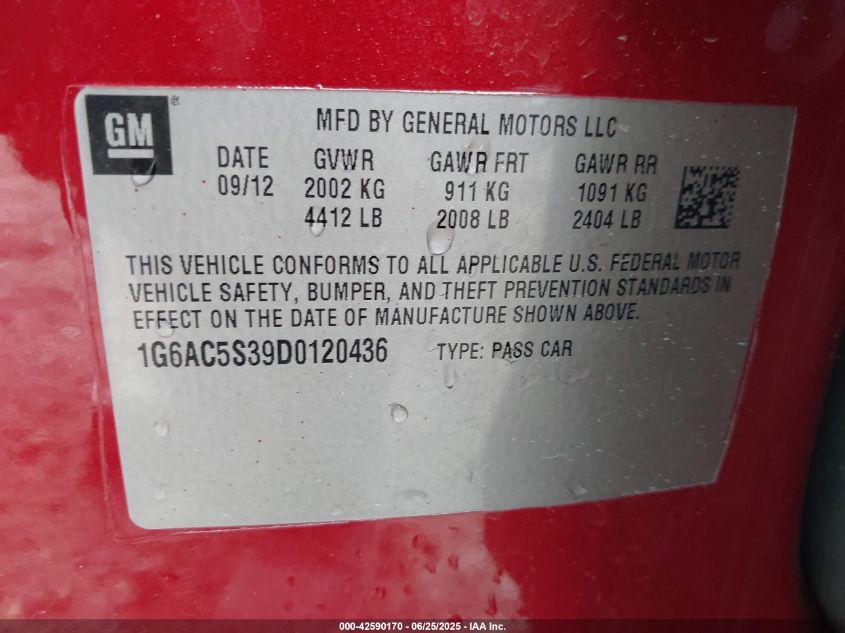 GM®
MFD BY GENERAL MOTORS LLC
DATE GVWR GAWR FRT GAWR RR
09/12 2002 KG 911 KG 1091 KG
4412 LB 2008 LB 2404 LB
THIS VEHICLE CONFORMS TO ALL APPLICABLE U.S. FEDERAL MOTOR
VEHICLE SAFETY, BUMPER, AND THEFT PREVENTION STANDARDS IN
EFFECT ON THE DATE OF MANUFACTURE SHOWN ABOVE.
1G6AC5S39D0120436 TYPE: PASS CAR
000-42590170 - 06/25/2025 - IAA Inc.